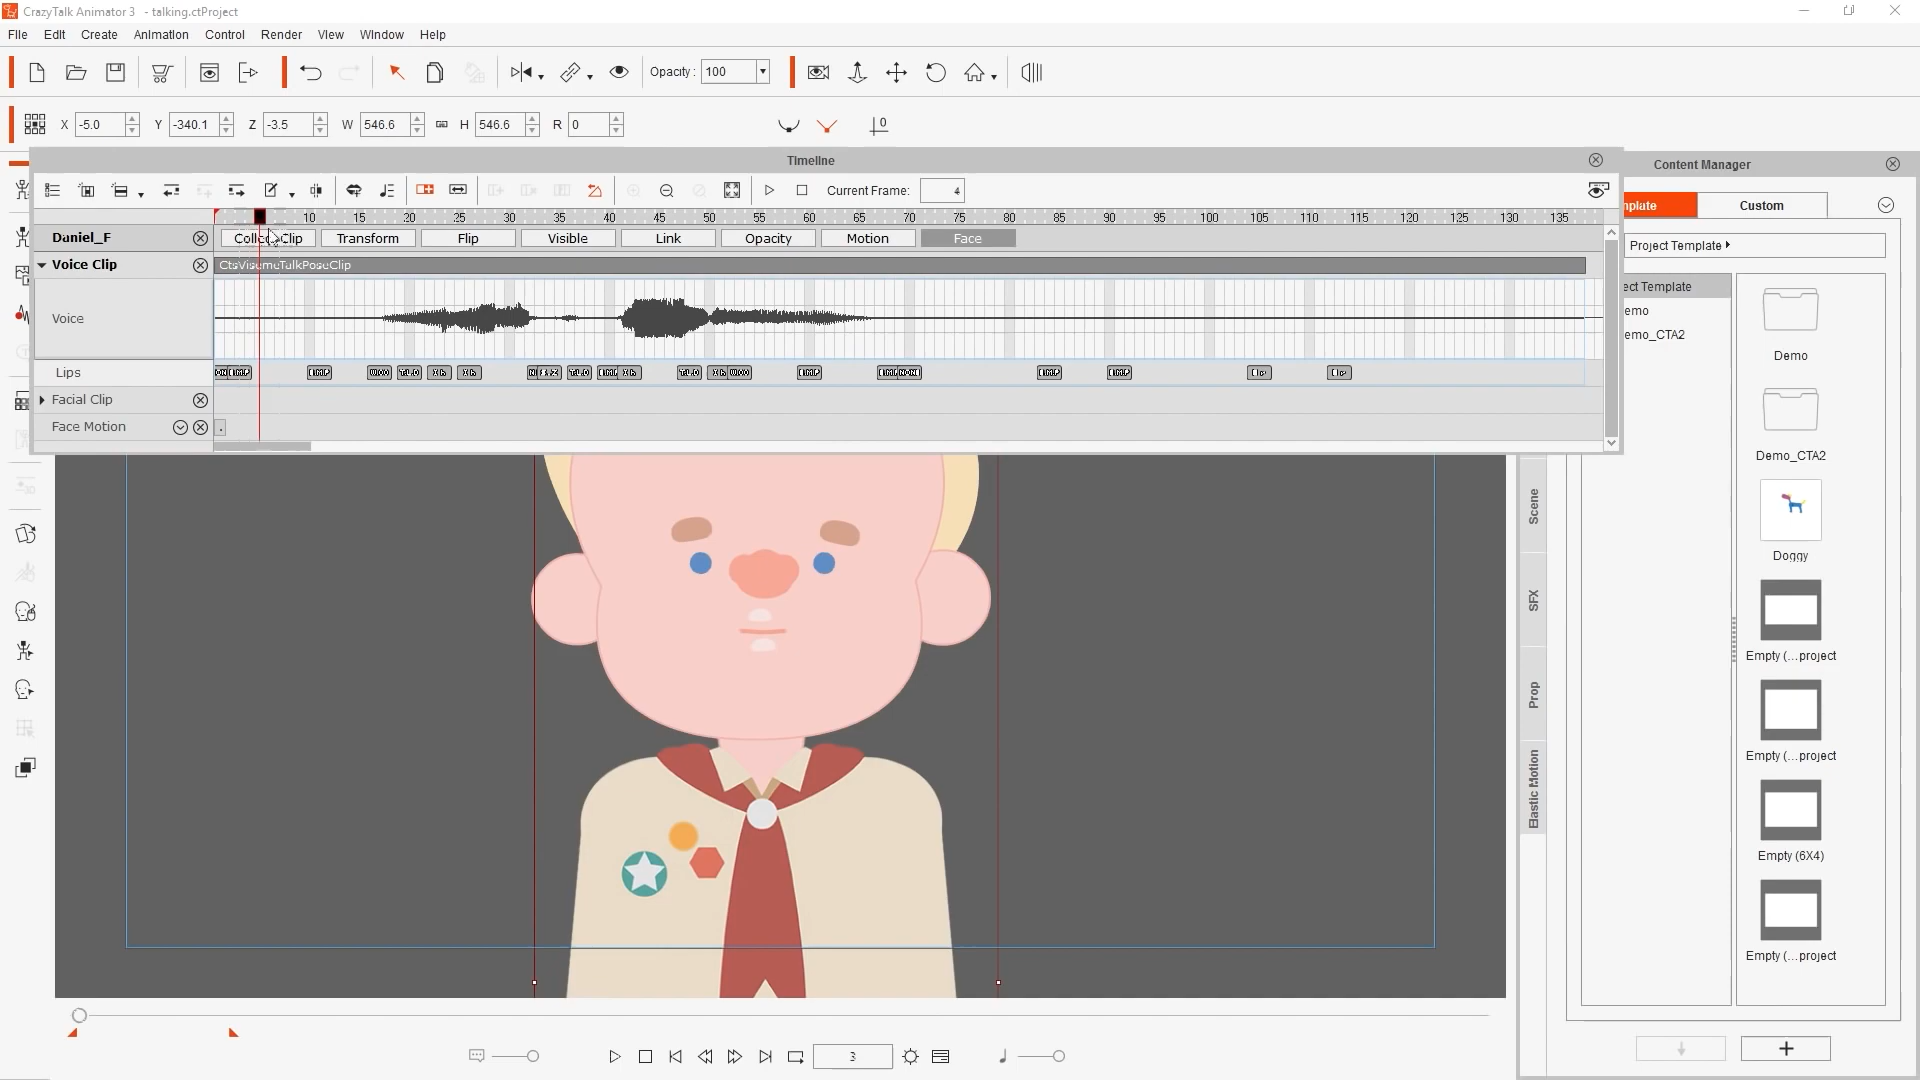 CrazyTalk Animator 3 - talking.ctProject
File Edit Create Animation Control Render View Window Help
Opacity : 100
X -5.0 Y -340.1 Z -3.5 W 546.6 H 546.6 R 0
0
Timeline
Content Manager
Current Frame: 4
mplate Custom
10 15 20 25 30 35 40 45 50 55 60 65 70 75 80 85 90 95 100 105 110 115 120 125 130 135
Daniel_F Transform Flip Visible Link Opacity Motion Face
Project Template
Voice Clip CtsVisemeTalkPoseClip
ect Template
emo
Voice
emo_CTA2
Demo
Lips
Facial Clip
Face Motion
Demo_CTA2
Scene
Doggy
SFX
Empty (...project
Prop
Empty (...project
Elastic Motion
Empty (6X4)
Empty (...project
3